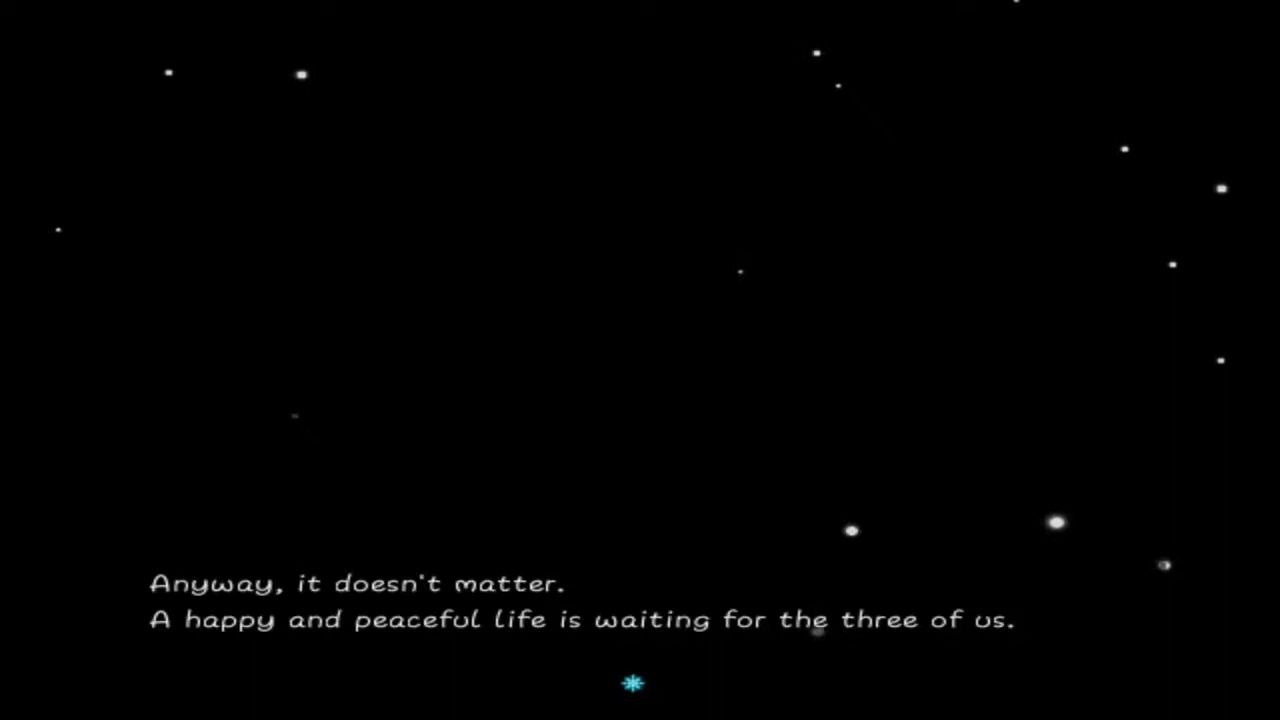 Anyway, it doesn't matter.
A happy and peaceful life is waiting for the three of us.